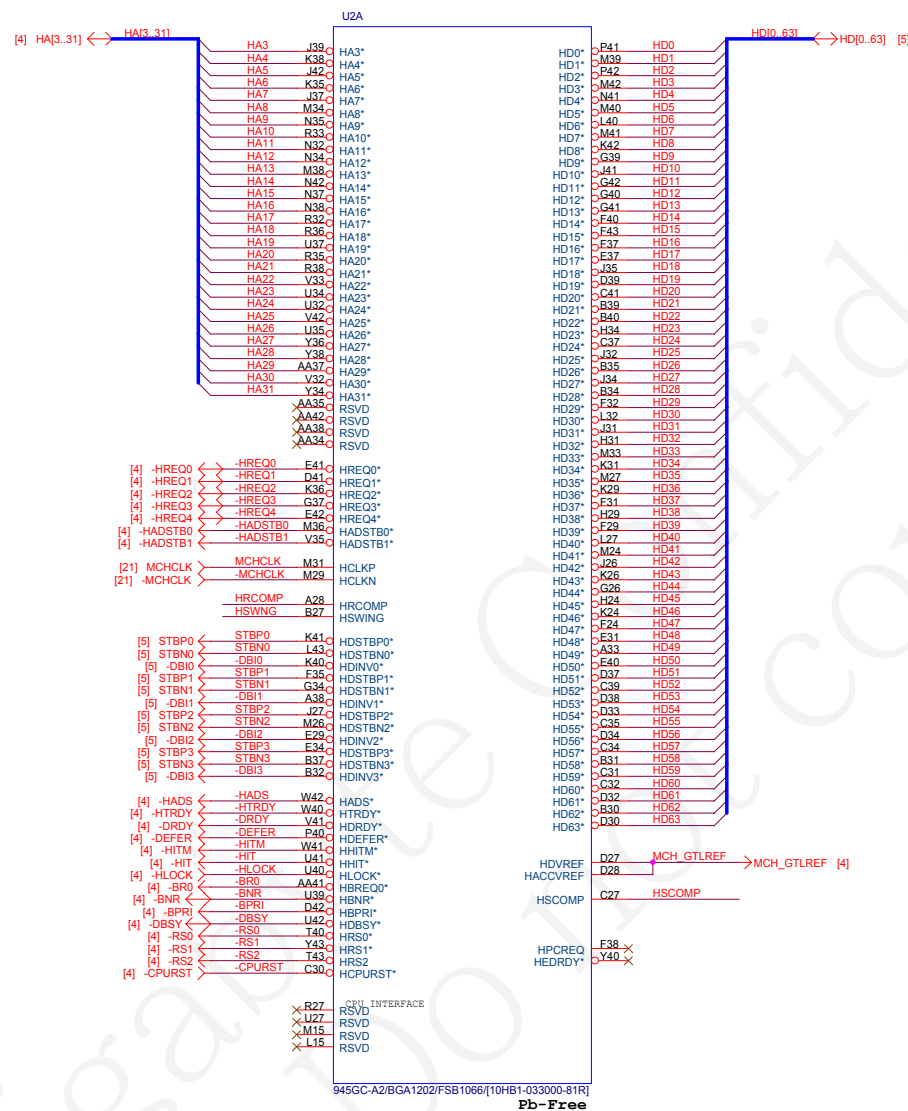 U2A
[4] HA[3..31] HA[3..31] HD[0..63] HD[0..63] [5]
HA3 J39 HA3* HD0* P41 HD0
HA4 K38 HA4* HD1* M39 HD1
HA5 J42 HA5* HD2* P42 HD2
HA6 K35 HA6* HD3* M42 HD3
HA7 J37 HA7* HD4* N41 HD4
HA8 M34 HA8* HD5* M40 HD5
HA9 N35 HA9* HD6* L40 HD6
HA10 R33 HA10* HD7* M41 HD7
HA11 N32 HA11* HD8* K42 HD8
HA12 N34 HA12* HD9* G39 HD9
HA13 M38 HA13* HD10* J41 HD10
HA14 N42 HA14* HD11* G42 HD11
HA15 N37 HA15* HD12* G40 HD12
HA16 N38 HA16* HD13* G41 HD13
HA17 R32 HA17* HD14* F40 HD14
HA18 R36 HA18* HD15* F43 HD15
HA19 U37 HA19* HD16* F37 HD16
HA20 R35 HA20* HD17* E37 HD17
HA21 R38 HA21* HD18* J35 HD18
HA22 V33 HA22* HD19* D39 HD19
HA23 U34 HA23* HD20* C41 HD20
HA24 U32 HA24* HD21* B39 HD21
HA25 V42 HA25* HD22* B40 HD22
HA26 U35 HA26* HD23* H34 HD23
HA27 Y36 HA27* HD24* C37 HD24
HA28 Y38 HA28* HD25* J32 HD25
HA29 AA37 HA29* HD26* B35 HD26
HA30 V32 HA30* HD27* J34 HD27
HA31 Y34 HA31* HD28* B34 HD28
AA35 RSVD HD29* F32 HD29
AA42 RSVD HD30* L32 HD30
AA38 RSVD HD31* J31 HD31
AA34 RSVD HD32* H31 HD32
HD33* M33 HD33
[4] -HREQ0 -HREQ0 E41 HREQ0* HD34* K31 HD34
[4] -HREQ1 -HREQ1 D41 HREQ1* HD35* M27 HD35
[4] -HREQ2 -HREQ2 K36 HREQ2* HD36* K29 HD36
[4] -HREQ3 -HREQ3 G37 HREQ3* HD37* F31 HD37
[4] -HREQ4 -HREQ4 E42 HREQ4* HD38* H29 HD38
[4] -HADSTB0 -HADSTB0 M36 HADSTB0* HD39* F29 HD39
[4] -HADSTB1 -HADSTB1 V35 HADSTB1* HD40* L27 HD40
HD41* M24 HD41
[21] MCHCLK MCHCLK M31 HCLKP HD42* J26 HD42
[21] -MCHCLK -MCHCLK M29 HCLKN HD43* K26 HD43
HD44* G26 HD44
HRCOMP A28 HRCOMP HD45* H24 HD45
HSWNG B27 HSWING HD46* K24 HD46
HD47* F24 HD47
[5] STBP0 STBP0 K41 HDSTBP0* HD48* E31 HD48
[5] STBN0 STBN0 L43 HDSTBN0* HD49* A33 HD49
[5] -DBI0 -DBI0 K40 HDINV0* HD50* E40 HD50
[5] STBP1 STBP1 F35 HDSTBP1* HD51* D37 HD51
[5] STBN1 STBN1 G34 HDSTBN1* HD52* C39 HD52
[5] -DBI1 -DBI1 A38 HDINV1* HD53* D38 HD53
[5] STBP2 STBP2 J27 HDSTBP2* HD54* D33 HD54
[5] STBN2 STBN2 M26 HDSTBN2* HD55* C35 HD55
[5] -DBI2 -DBI2 E29 HDINV2* HD56* D34 HD56
[5] STBP3 STBP3 E34 HDSTBP3* HD57* C34 HD57
[5] STBN3 STBN3 B37 HDSTBN3* HD58* B31 HD58
[5] -DBI3 -DBI3 B32 HDINV3* HD59* C31 HD59
HD60* C32 HD60
[4] -HADS -HADS W42 HADS* HD61* D32 HD61
[4] -HTRDY -HTRDY W40 HTRDY* HD62* B30 HD62
[4] -DRDY -DRDY V41 HDRDY* HD63* D30 HD63
[4] -DEFER -DEFER P40 HDEFER*
[4] -HITM -HITM W41 HHITM*
[4] -HIT -HIT U41 HHIT* HDVREF D27 MCH_GTLREF MCH_GTLREF [4]
[4] -HLOCK -HLOCK U40 HLOCK* HACCVREF D28
[4] -BR0 -BR0 AA41 HBREQ0*
[4] -BNR -BNR U39 HBNR* HSCOMP C27 HSCOMP
[4] -BPRI -BPRI D42 HBPRI*
[4] -DBSY -DBSY U42 HDBSY*
[4] -RS0 -RS0 T40 HRS0*
[4] -RS1 -RS1 Y43 HRS1* HPCREQ F38
[4] -RS2 -RS2 T43 HRS2 HEDRDY* Y40
[4] -CPURST -CPURST C30 HCPURST*
CPU INTERFACE
R27 RSVD
U27 RSVD
M15 RSVD
L15 RSVD
945GC-A2/BGA1202/FSB1066/[10HB1-033000-81R]
Pb-Free